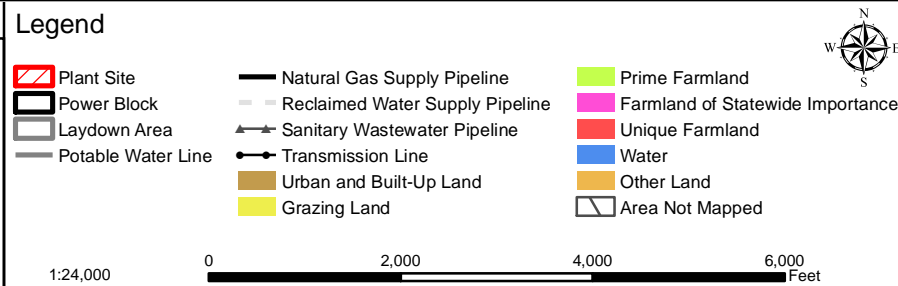 Legend
N
W E
S
Plant Site
Power Block
Laydown Area
Potable Water Line
Natural Gas Supply Pipeline
Reclaimed Water Supply Pipeline
Sanitary Wastewater Pipeline
Transmission Line
Urban and Built-Up Land
Grazing Land
Prime Farmland
Farmland of Statewide Importance
Unique Farmland
Water
Other Land
Area Not Mapped
1:24,000
0 2,000 4,000 6,000
Feet